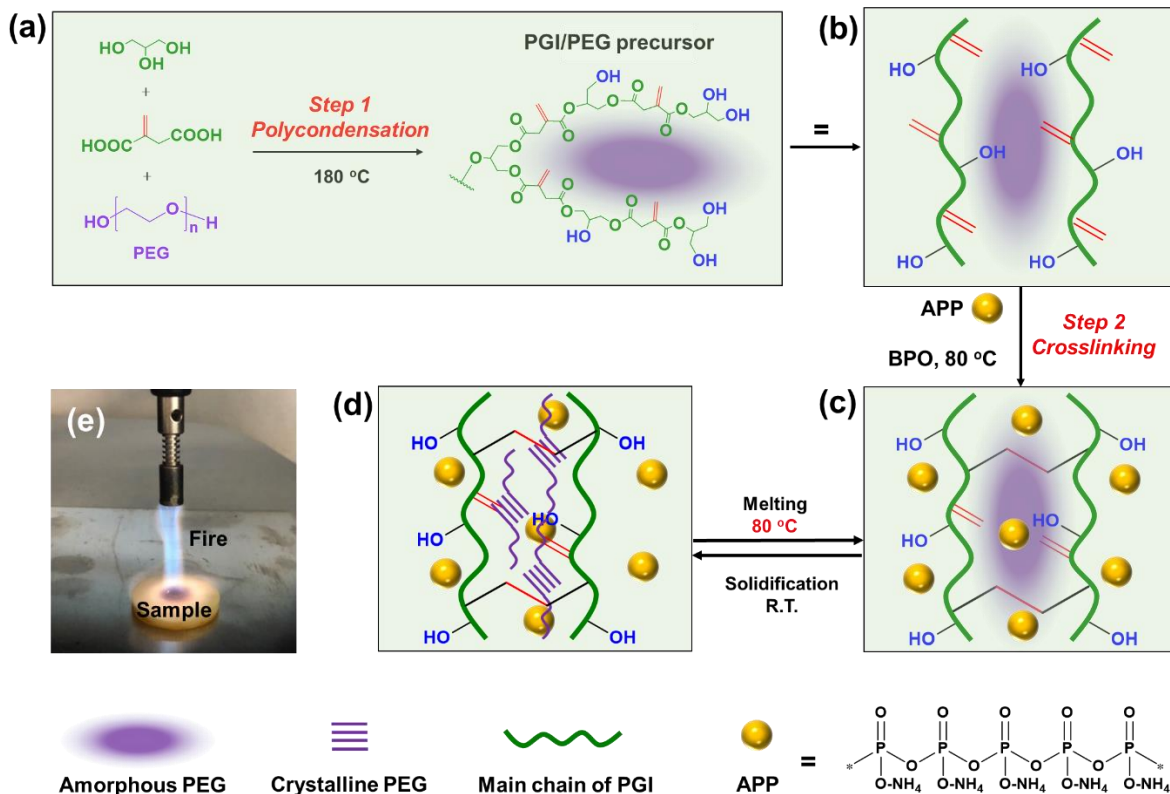 (a)
HO
OH
OH
+
HOOC
COOH
+
HO
O
H
n
PEG
Step 1
Polycondensation
180 °C
PGI/PEG precursor
OH
O
O
O
O
O
O
O
O
OH
OH
O
O
O
O
O
O
O
O
O
HO
OH
OH
=
(b)
HO
OH
HO
HO
OH
HO
APP
BPO, 80 °C
Step 2
Crosslinking
(e)
Fire
Sample
(d)
HO
OH
HO
HO
HO
OH
Melting
80 °C
Solidification
R.T.
(c)
HO
OH
HO
HO
HO
OH
Amorphous PEG
Crystalline PEG
Main chain of PGI
APP
=
O O O O O
* P O P O P O P O P *
O-NH4 O-NH4 O-NH4 O-NH4 O-NH4